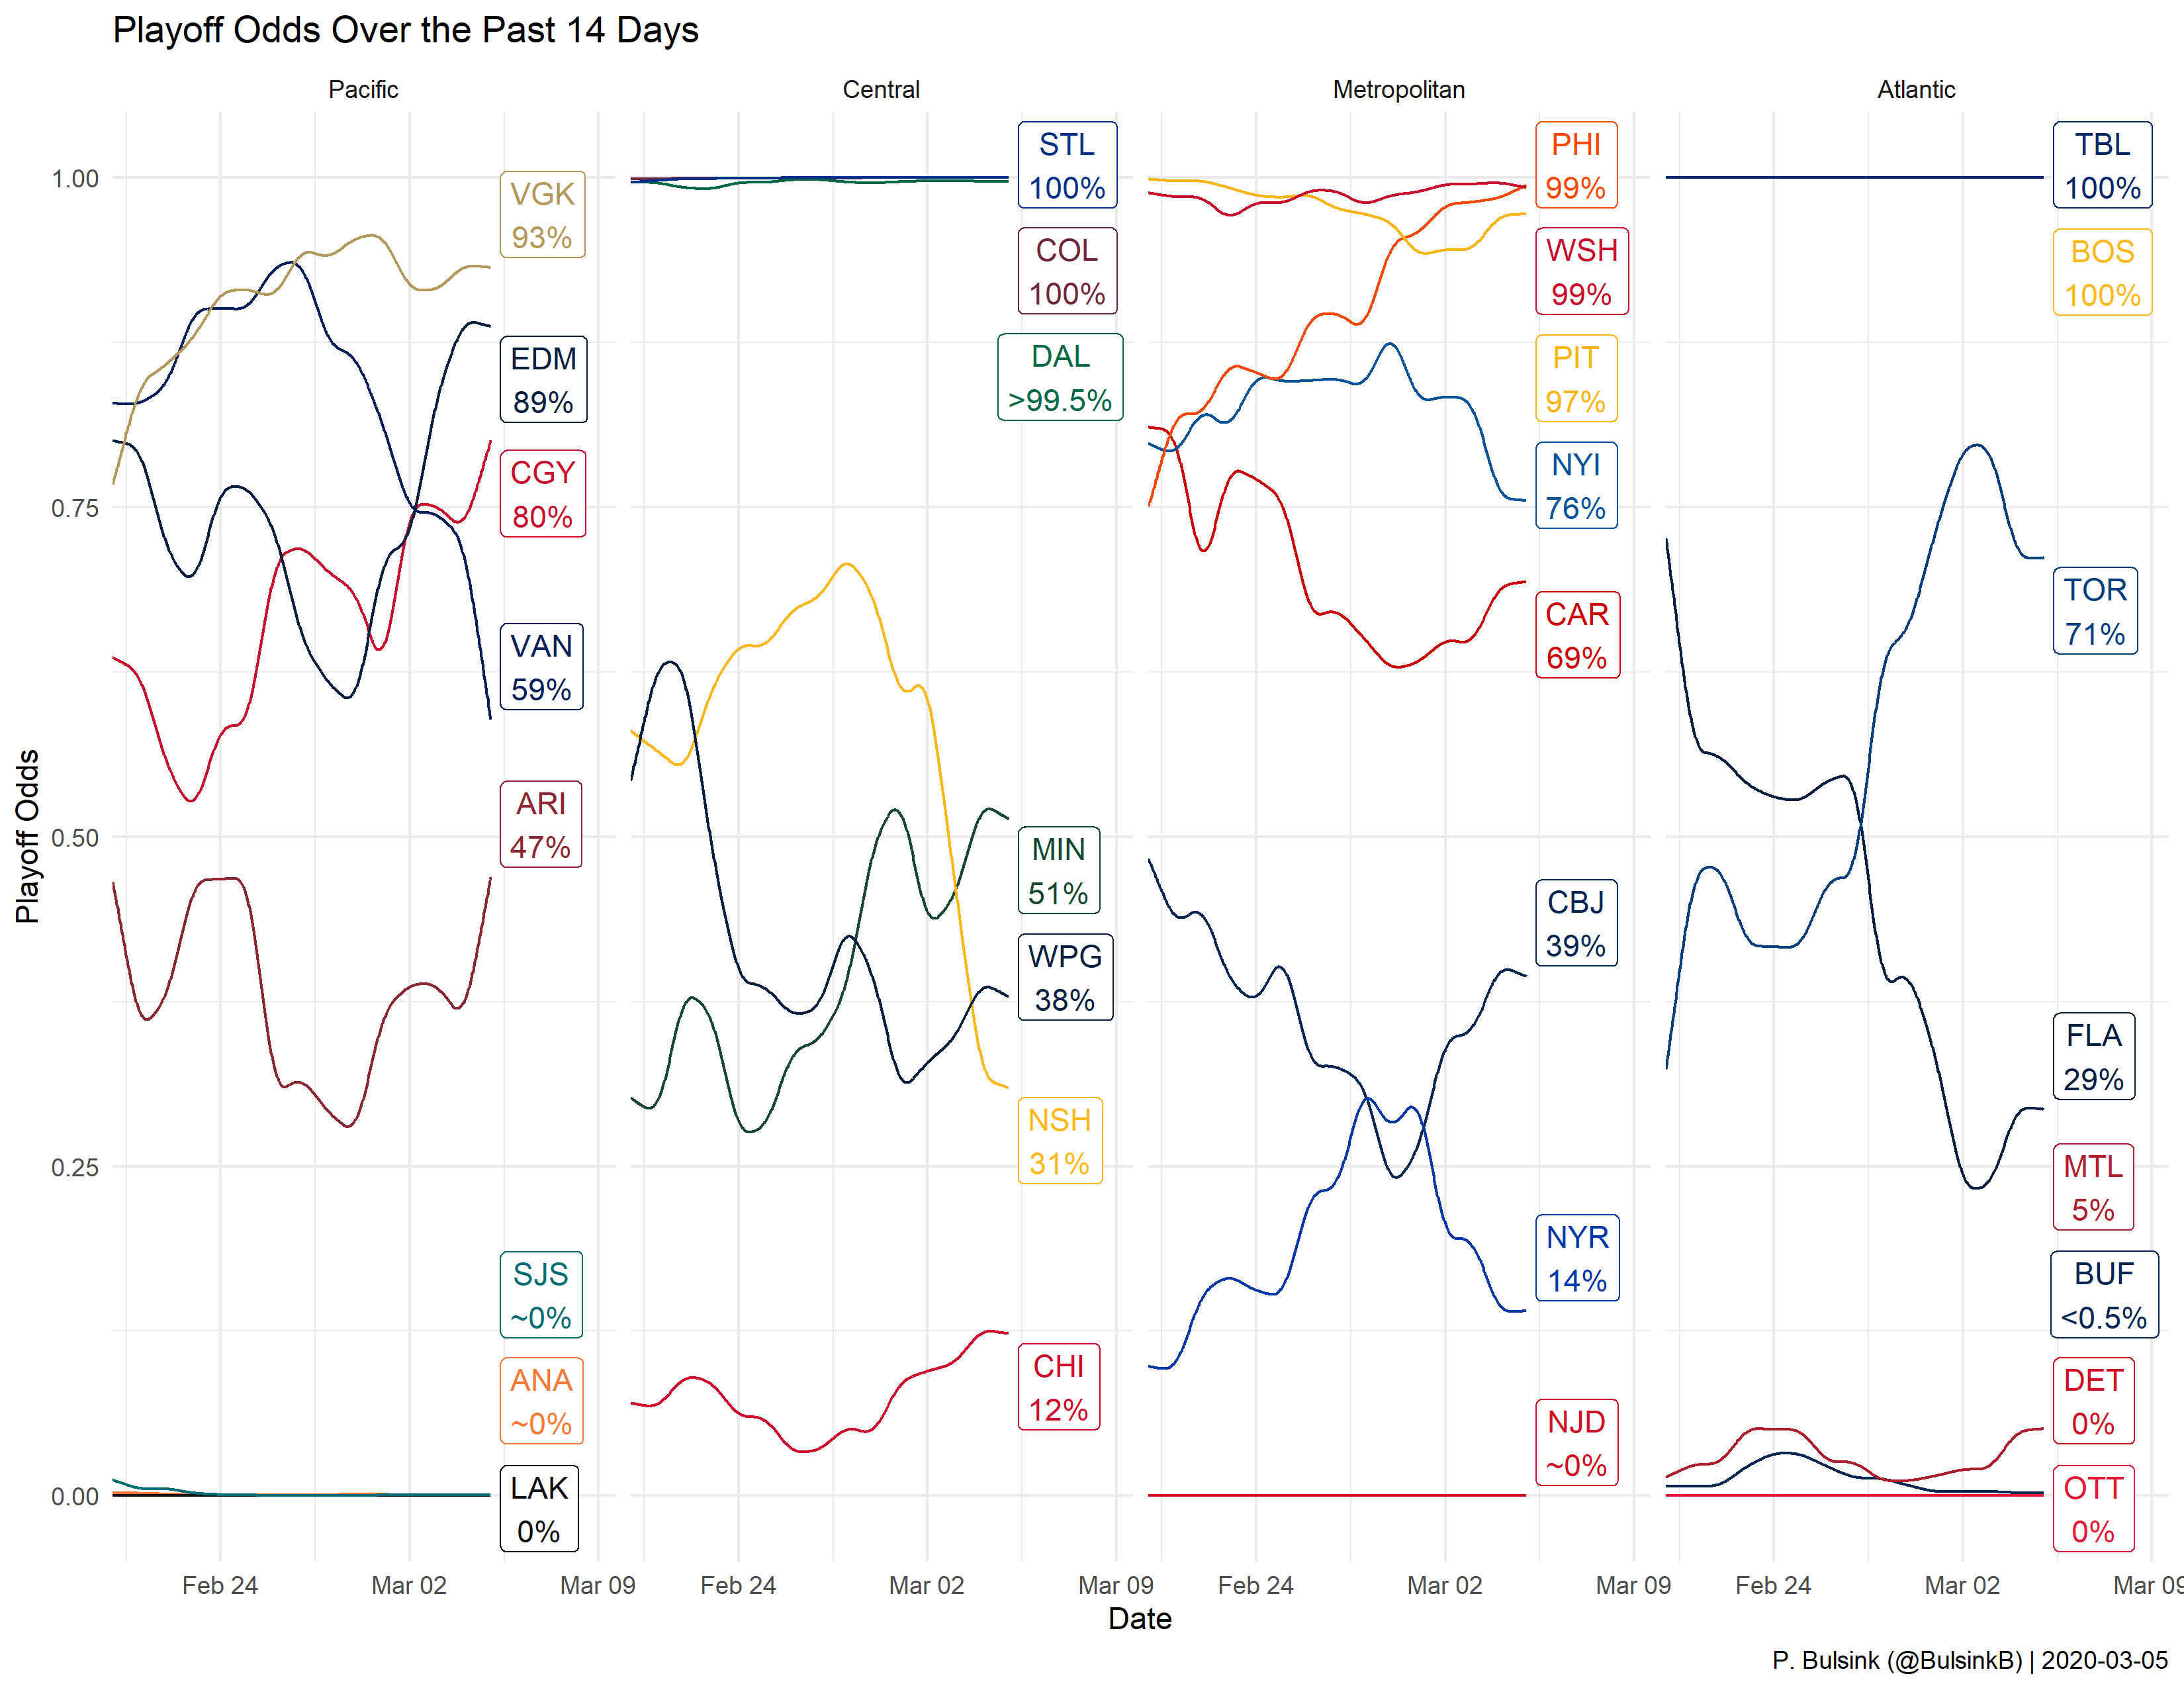 Playoff Odds Over the Past 14 Days
Pacific
Central
Metropolitan
Atlantic
Playoff Odds
1.00
0.75
0.50
0.25
0.00
VGK
93%
EDM
89%
CGY
80%
VAN
59%
ARI
47%
SJS
~0%
ANA
~0%
LAK
0%
STL
100%
COL
100%
DAL
>99.5%
MIN
51%
WPG
38%
NSH
31%
CHI
12%
PHI
99%
WSH
99%
PIT
97%
NYI
76%
CAR
69%
CBJ
39%
NYR
14%
NJD
~0%
TBL
100%
BOS
100%
TOR
71%
FLA
29%
MTL
5%
BUF
<0.5%
DET
0%
OTT
0%
Feb 24 Mar 02 Mar 09 Feb 24 Mar 02 Mar 09 Feb 24 Mar 02 Mar 09 Feb 24 Mar 02 Mar 09
Date
P. Bulsink (@BulsinkB) | 2020-03-05